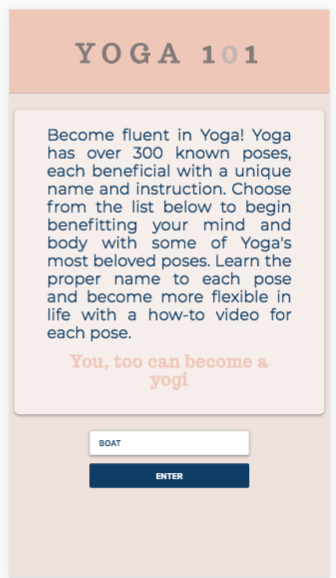 YOGA 101
Become fluent in Yoga! Yoga
has over 300 known poses,
each beneficial with a unique
name and instruction. Choose
from the list below to begin
benefitting your mind and
body with some of Yoga's
most beloved poses. Learn the
proper name to each pose
and become more flexible in
life with a how-to video for
each pose.
You, too can become a
yogi
BOAT
ENTER